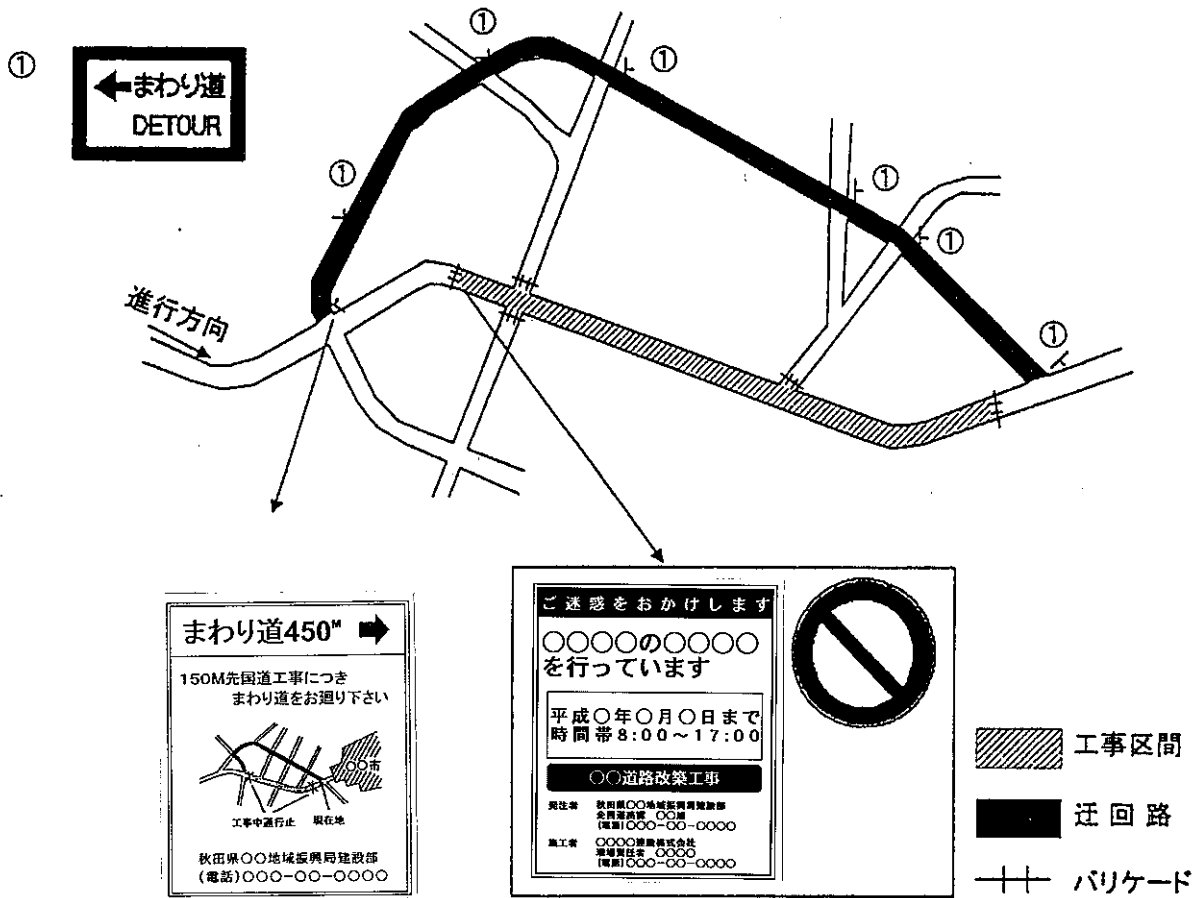 ①
まわり道
DETOUR
①
①
①
①
①
①
進行方向
まわり道450M
150M先国道工事につき
まわり道をお廻り下さい
○○市
工事中通行止
現在地
秋田県○○地域振興局建設部
(電話)○○○-○○-○○○○
ご迷惑をおかけします
○○○○の○○○○
を行っています
平成○年○月○日まで
時間帯8:00～17:00
○○道路改築工事
発注者
秋田県○○地域振興局建設部
(電話)○○○-○○-○○○○
施工者
○○○○建設株式会社
現場責任者 ○○○○
(電話)○○○-○○-○○○○
工事区間
迂回路
バリケード